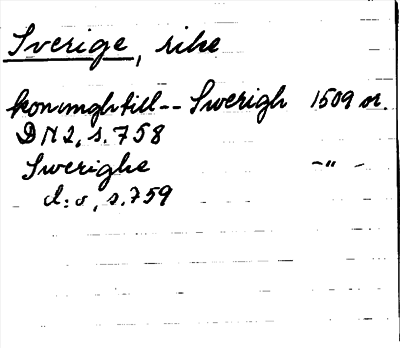 Sverige, rike
konungh till -- Swerigh 1509 or.
DN 2, s. 758
Swerighe -"-
d:o, s. 759